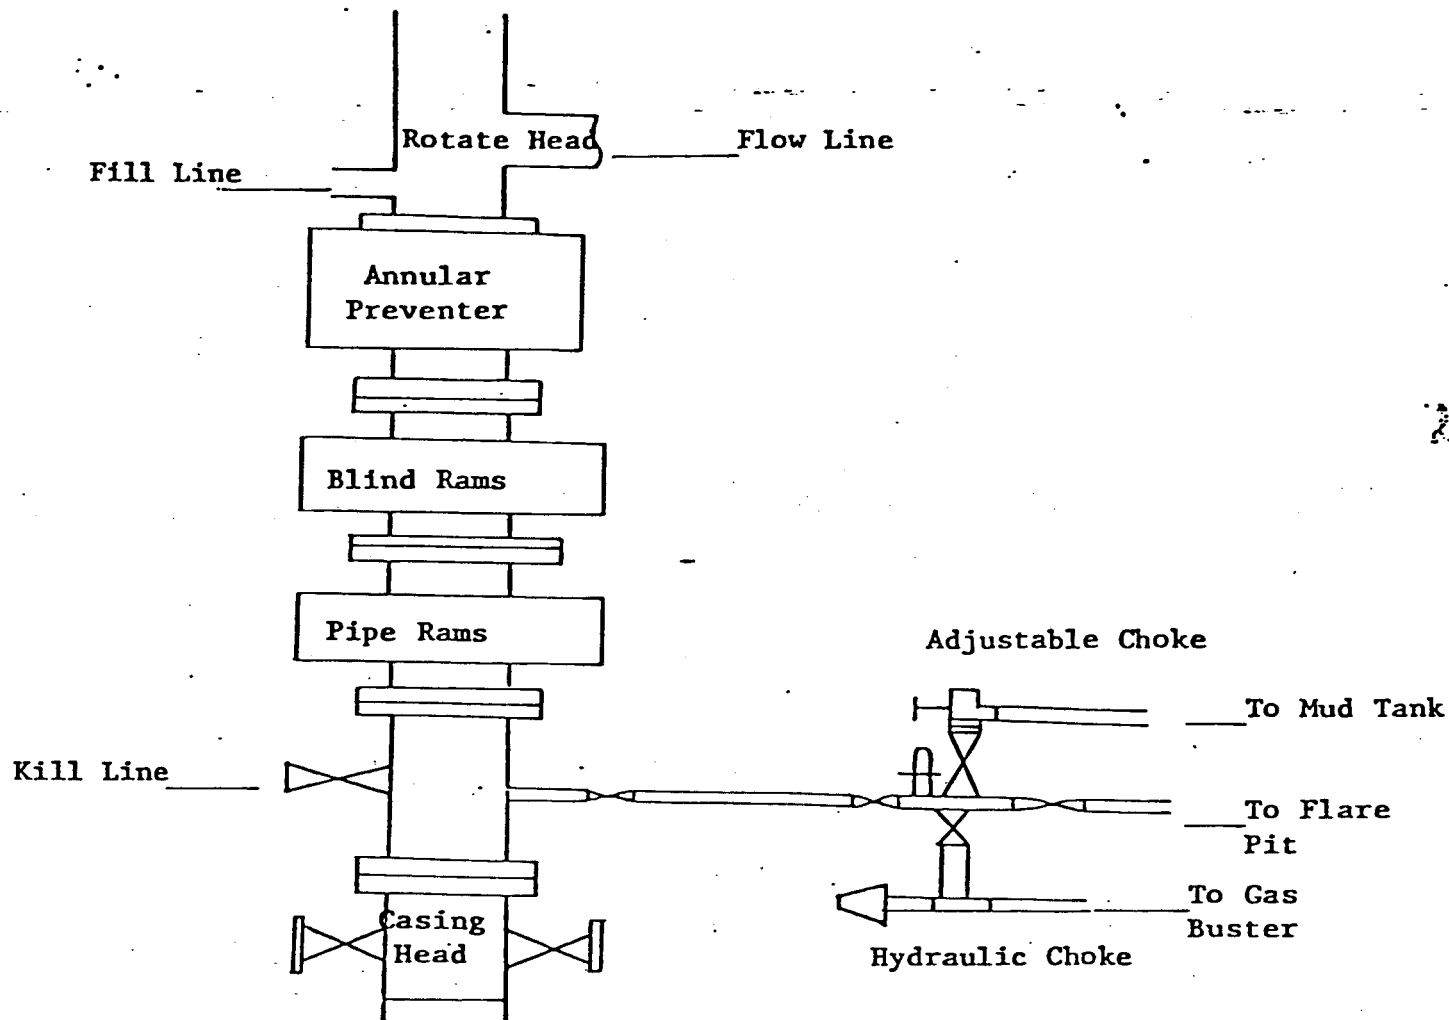 Rotate Head
Flow Line
Fill Line
Annular
Preventer
Blind Rams
Pipe Rams
Adjustable Choke
To Mud Tank
Kill Line
To Flare
Pit
To Gas
Buster
Casing
Head
Hydraulic Choke